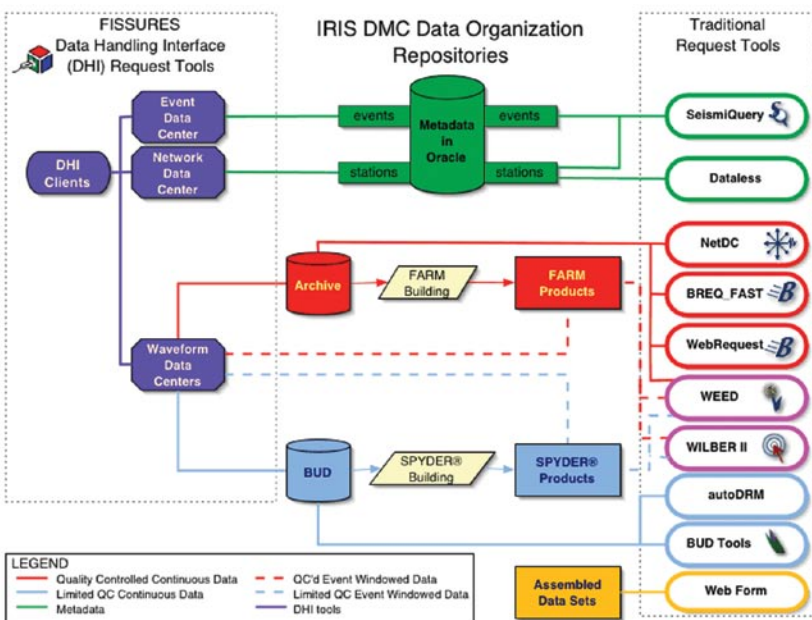 FISSURES
Data Handling Interface
(DHI) Request Tools
IRIS DMC Data Organization
Repositories
Traditional
Request Tools
Event
Data
Center
events
Metadata
in
Oracle
events
SeismiQuery
DHI
Clients
Network
Data
Center
stations
stations
Dataless
NetDC
Archive
FARM
Building
FARM
Products
BREQ_FAST
WebRequest
Waveform
Data
Centers
WEED
WILBER II
BUD
SPYDER®
Building
SPYDER®
Products
autoDRM
BUD Tools
LEGEND
Quality Controlled Continuous Data
Limited QC Continuous Data
Metadata
QC'd Event Windowed Data
Limited QC Event Windowed Data
DHI tools
Assembled
Data Sets
Web Form